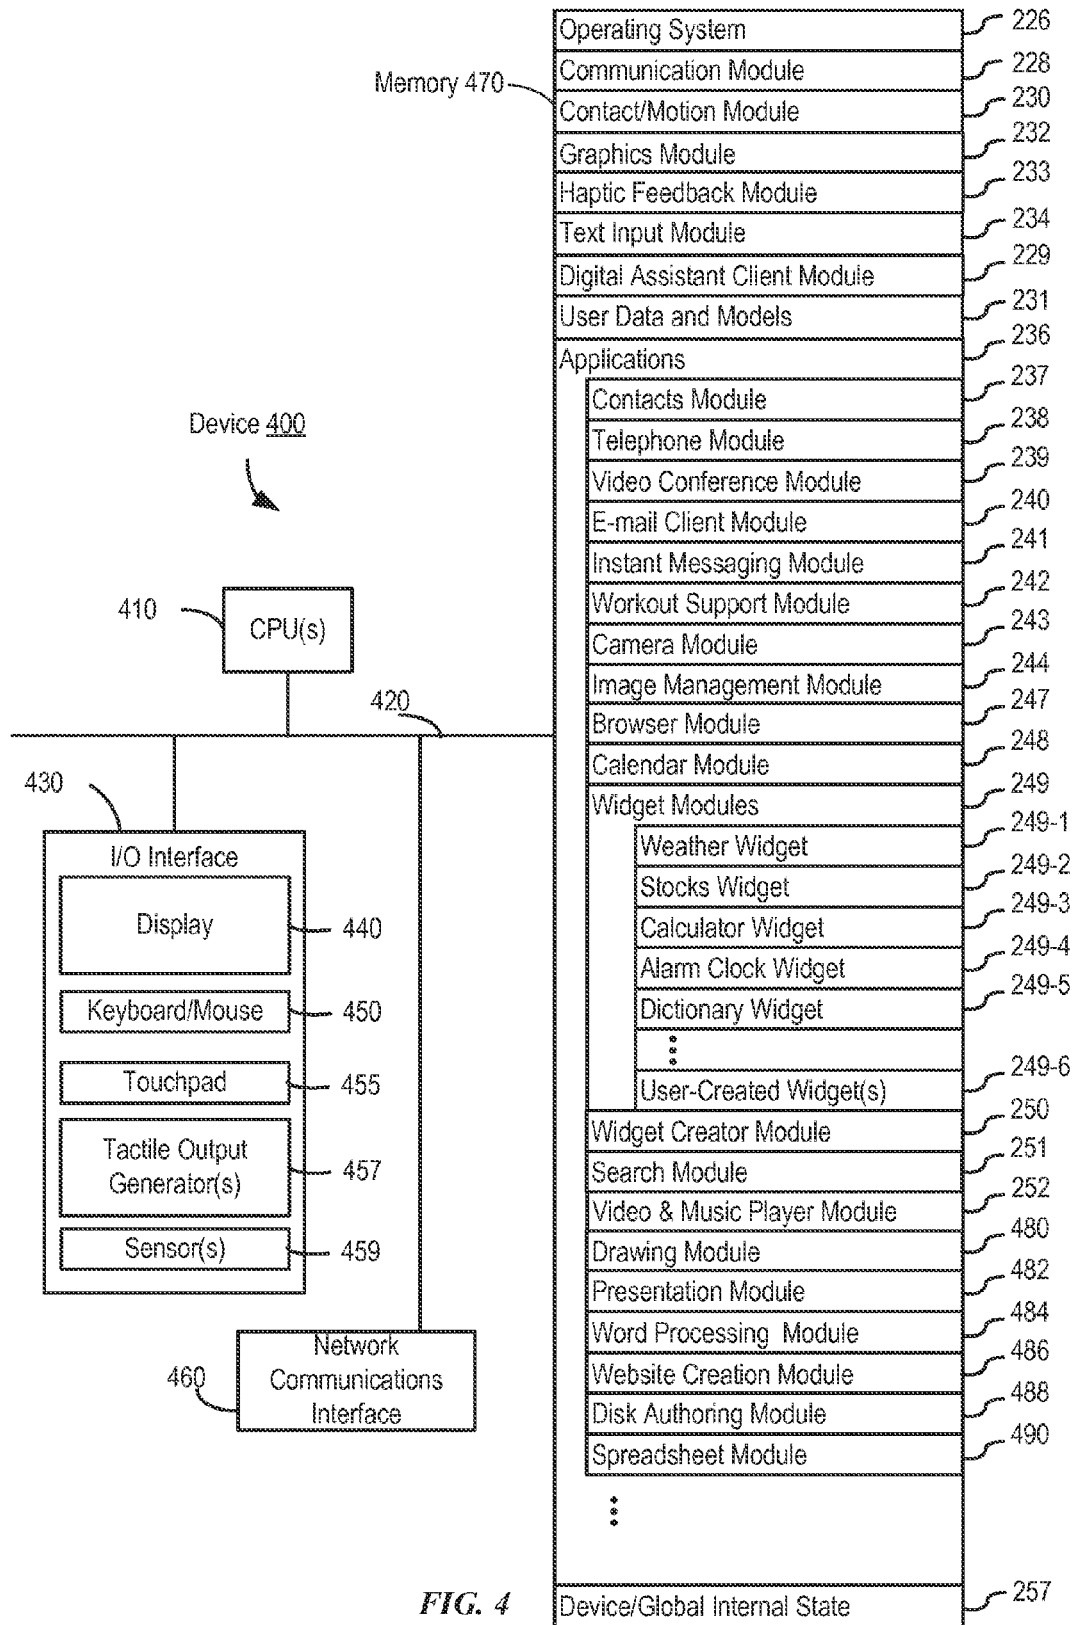 Operating System 226
Communication Module 228
Memory 470
Contact/Motion Module 230
Graphics Module 232
Haptic Feedback Module 233
Text Input Module 234
Digital Assistant Client Module 229
User Data and Models 231
Applications 236
Contacts Module 237
Telephone Module 238
Video Conference Module 239
E-mail Client Module 240
Instant Messaging Module 241
Workout Support Module 242
Camera Module 243
Image Management Module 244
Browser Module 247
Calendar Module 248
Widget Modules 249
Weather Widget 249-1
Stocks Widget 249-2
Calculator Widget 249-3
Alarm Clock Widget 249-4
Dictionary Widget 249-5
User-Created Widget(s) 249-6
Widget Creator Module 250
Search Module 251
Video & Music Player Module 252
Drawing Module 480
Presentation Module 482
Word Processing Module 484
Website Creation Module 486
Disk Authoring Module 488
Spreadsheet Module 490
Device/Global Internal State 257
Device 400
410
CPU(s)
420
430
I/O Interface
Display 440
Keyboard/Mouse 450
Touchpad 455
Tactile Output
Generator(s) 457
Sensor(s) 459
460
Network
Communications
Interface
FIG. 4